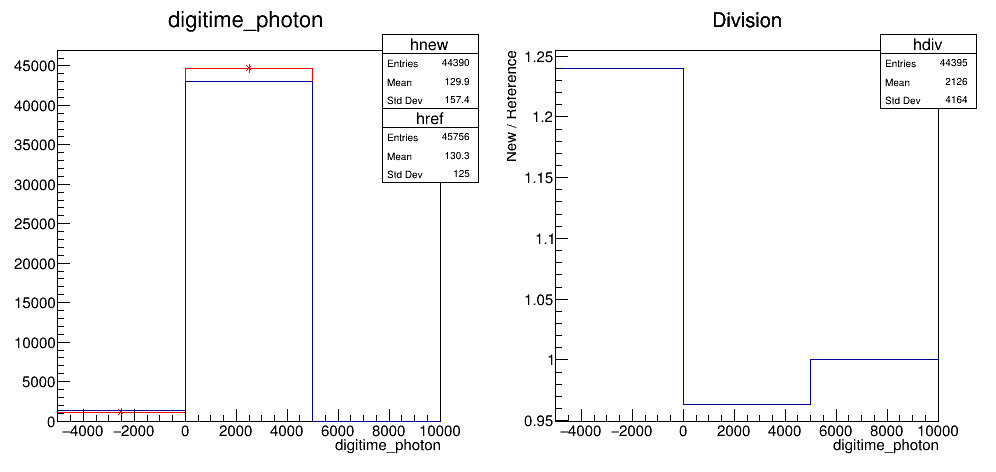 digitime_photon
hnew
Entries 44390
Mean 129.9
Std Dev 157.4
href
Entries 45756
Mean 130.3
Std Dev 125
45000
40000
35000
30000
25000
20000
15000
10000
5000
0
−4000 −2000 0 2000 4000 6000 8000 10000
digitime_photon
Division
hdiv
Entries 44395
Mean 2126
Std Dev 4164
New / Reference
1.25
1.2
1.15
1.1
1.05
1
0.95
−4000 −2000 0 2000 4000 6000 8000 10000
digitime_photon